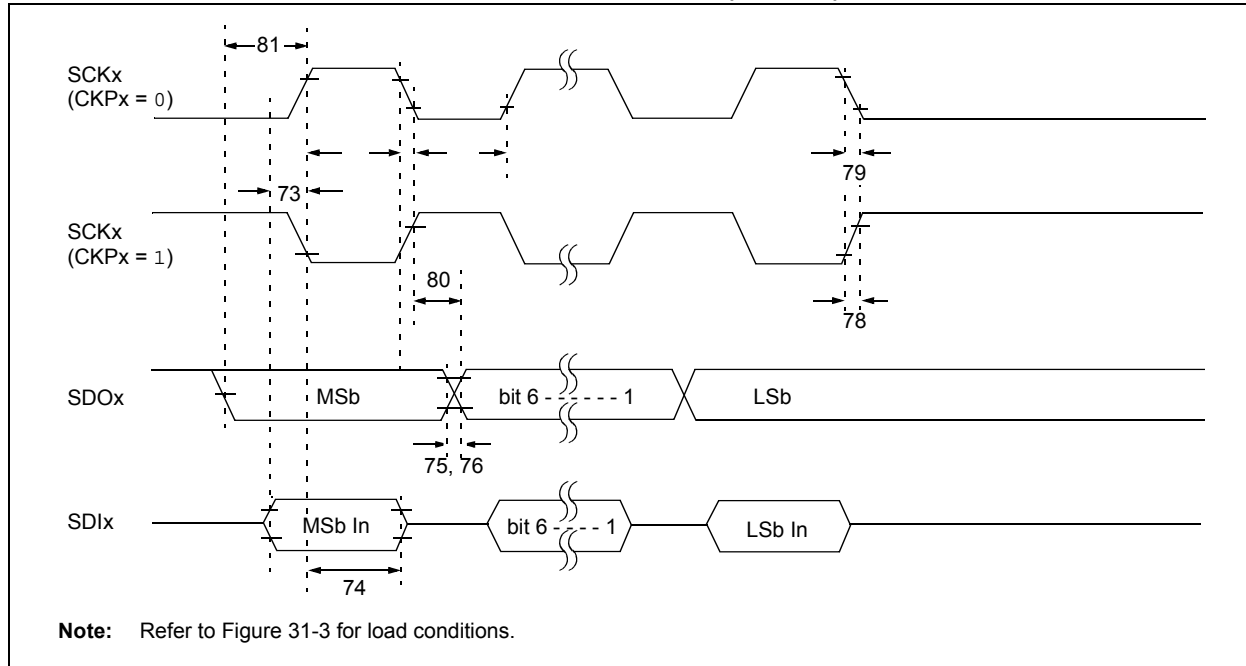 81
SCKx
(CKPx = 0)
73
79
SCKx
(CKPx = 1)
80
78
SDOx
MSb
bit 6 - - - - - - 1
LSb
75, 76
SDIx
MSb In
bit 6 - - - - 1
LSb In
74
Note: Refer to Figure 31-3 for load conditions.